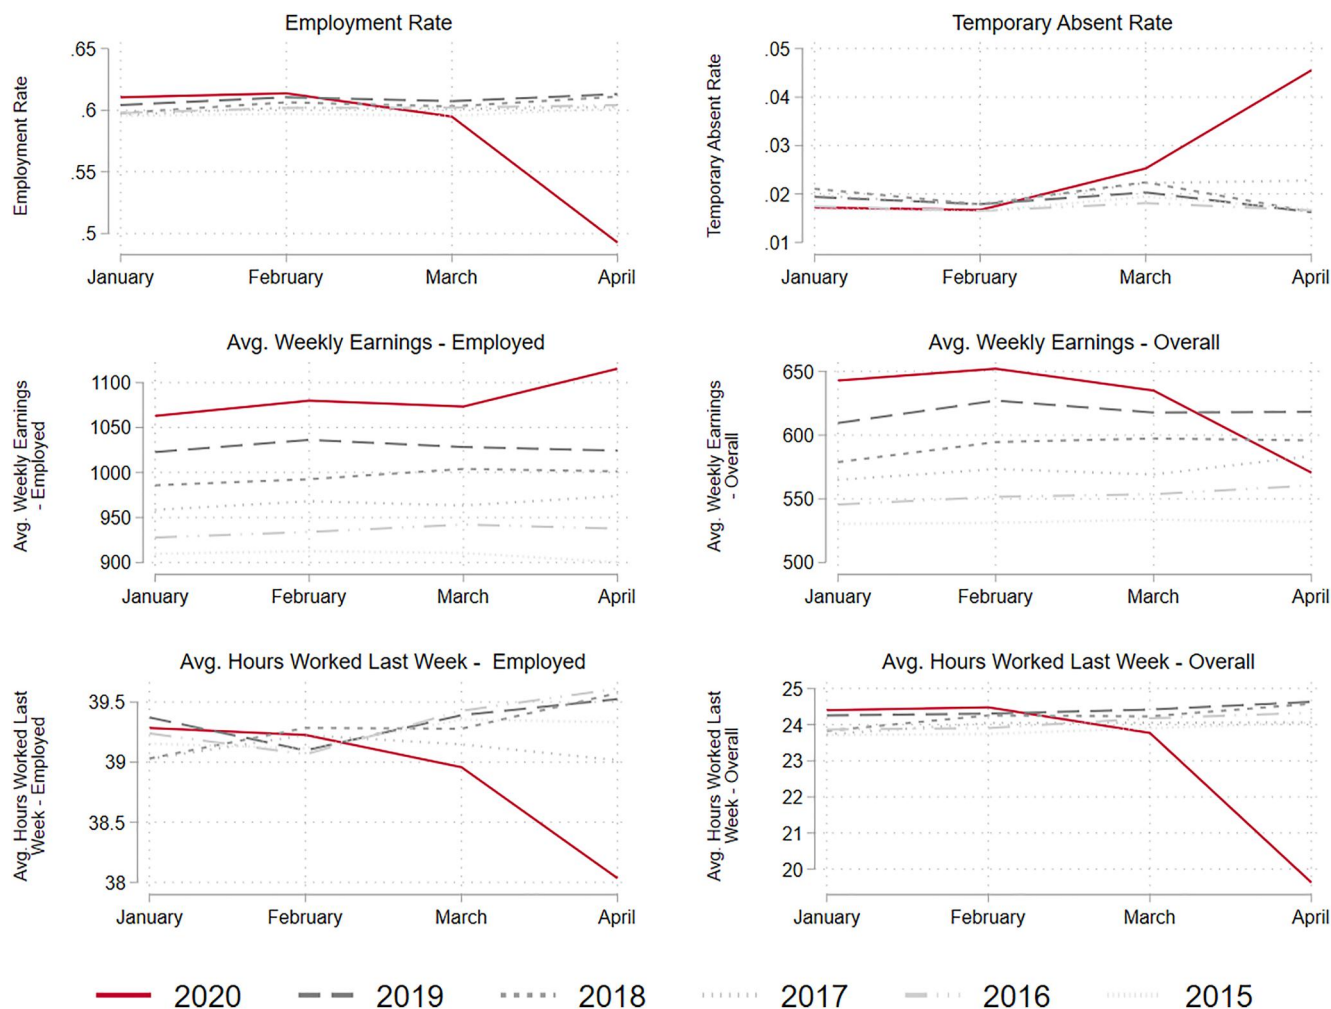 Employment Rate
Employment Rate
.65
.6
.55
.5
January February March April
Temporary Absent Rate
Temporary Absent Rate
.05
.04
.03
.02
.01
January February March April
Avg. Weekly Earnings - Employed
Avg. Weekly Earnings
- Employed
1100
1050
1000
950
900
January February March April
Avg. Weekly Earnings - Overall
Avg. Weekly Earnings
- Overall
650
600
550
500
January February March April
Avg. Hours Worked Last Week -  Employed
Avg. Hours Worked Last
Week - Employed
39.5
39
38.5
38
January February March April
Avg. Hours Worked Last Week - Overall
Avg. Hours Worked Last
Week - Overall
25
24
23
22
21
20
January February March April
2020 2019 2018 2017 2016 2015